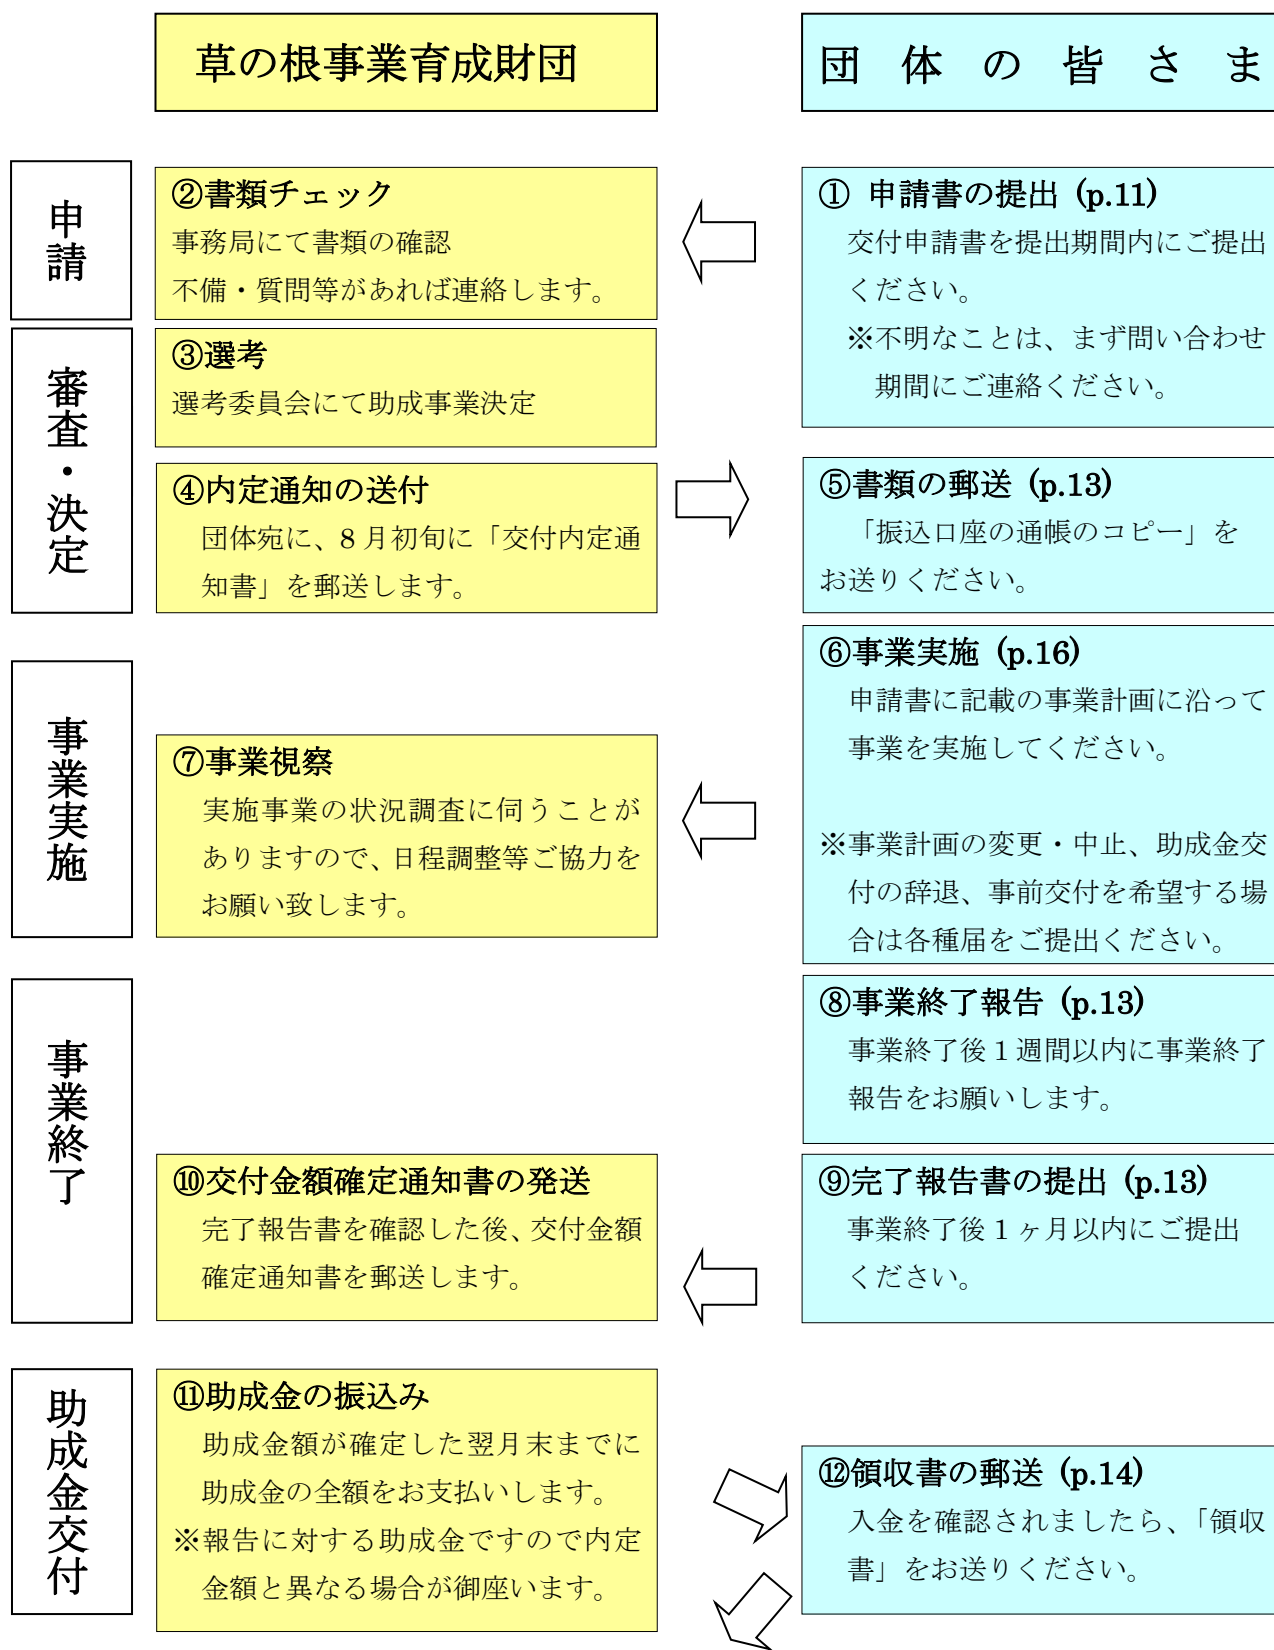 草の根事業育成財団
団体の皆さま
申請
②書類チェック
事務局にて書類の確認
不備・質問等があれば連絡します。
① 申請書の提出 (p.11)
交付申請書を提出期間内にご提出
ください。
※不明なことは、まず問い合わせ
期間にご連絡ください。
審査・決定
③選考
選考委員会にて助成事業決定
④内定通知の送付
団体宛に、8月初旬に「交付内定通
知書」を郵送します。
⑤書類の郵送 (p.13)
「振込口座の通帳のコピー」を
お送りください。
事業実施
⑥事業実施 (p.16)
申請書に記載の事業計画に沿って
事業を実施してください。
※事業計画の変更・中止、助成金交
付の辞退、事前交付を希望する場
合は各種届をご提出ください。
⑦事業視察
実施事業の状況調査に伺うことが
ありますので、日程調整等ご協力を
お願い致します。
事業終了
⑧事業終了報告 (p.13)
事業終了後1週間以内に事業終了
報告をお願いします。
⑨完了報告書の提出 (p.13)
事業終了後1ヶ月以内にご提出
ください。
⑩交付金額確定通知書の発送
完了報告書を確認した後、交付金額
確定通知書を郵送します。
助成金交付
⑪助成金の振込み
助成金額が確定した翌月末までに
助成金の全額をお支払いします。
※報告に対する助成金ですので内定
金額と異なる場合が御座います。
⑫領収書の郵送 (p.14)
入金を確認されましたら、「領収
書」をお送りください。